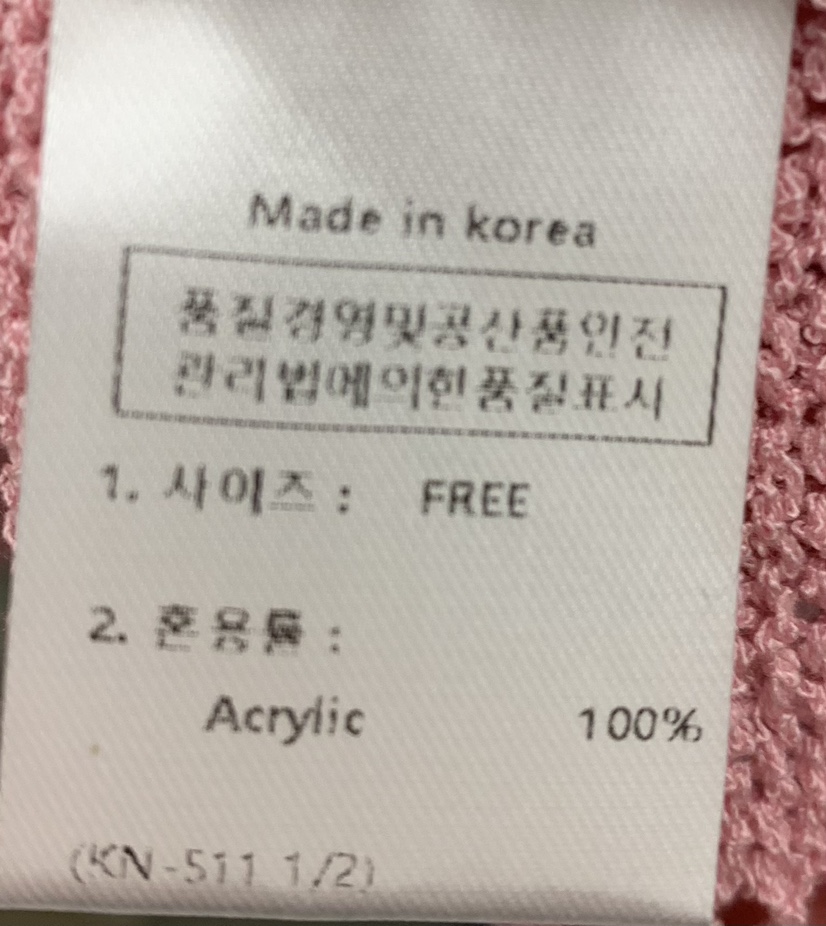 Made in korea
품질경영및공산품안전
관리법에의한품질표시
1. 사이즈 : FREE
2. 혼용률 :
Acrylic 100%
(KN-511 1/2)